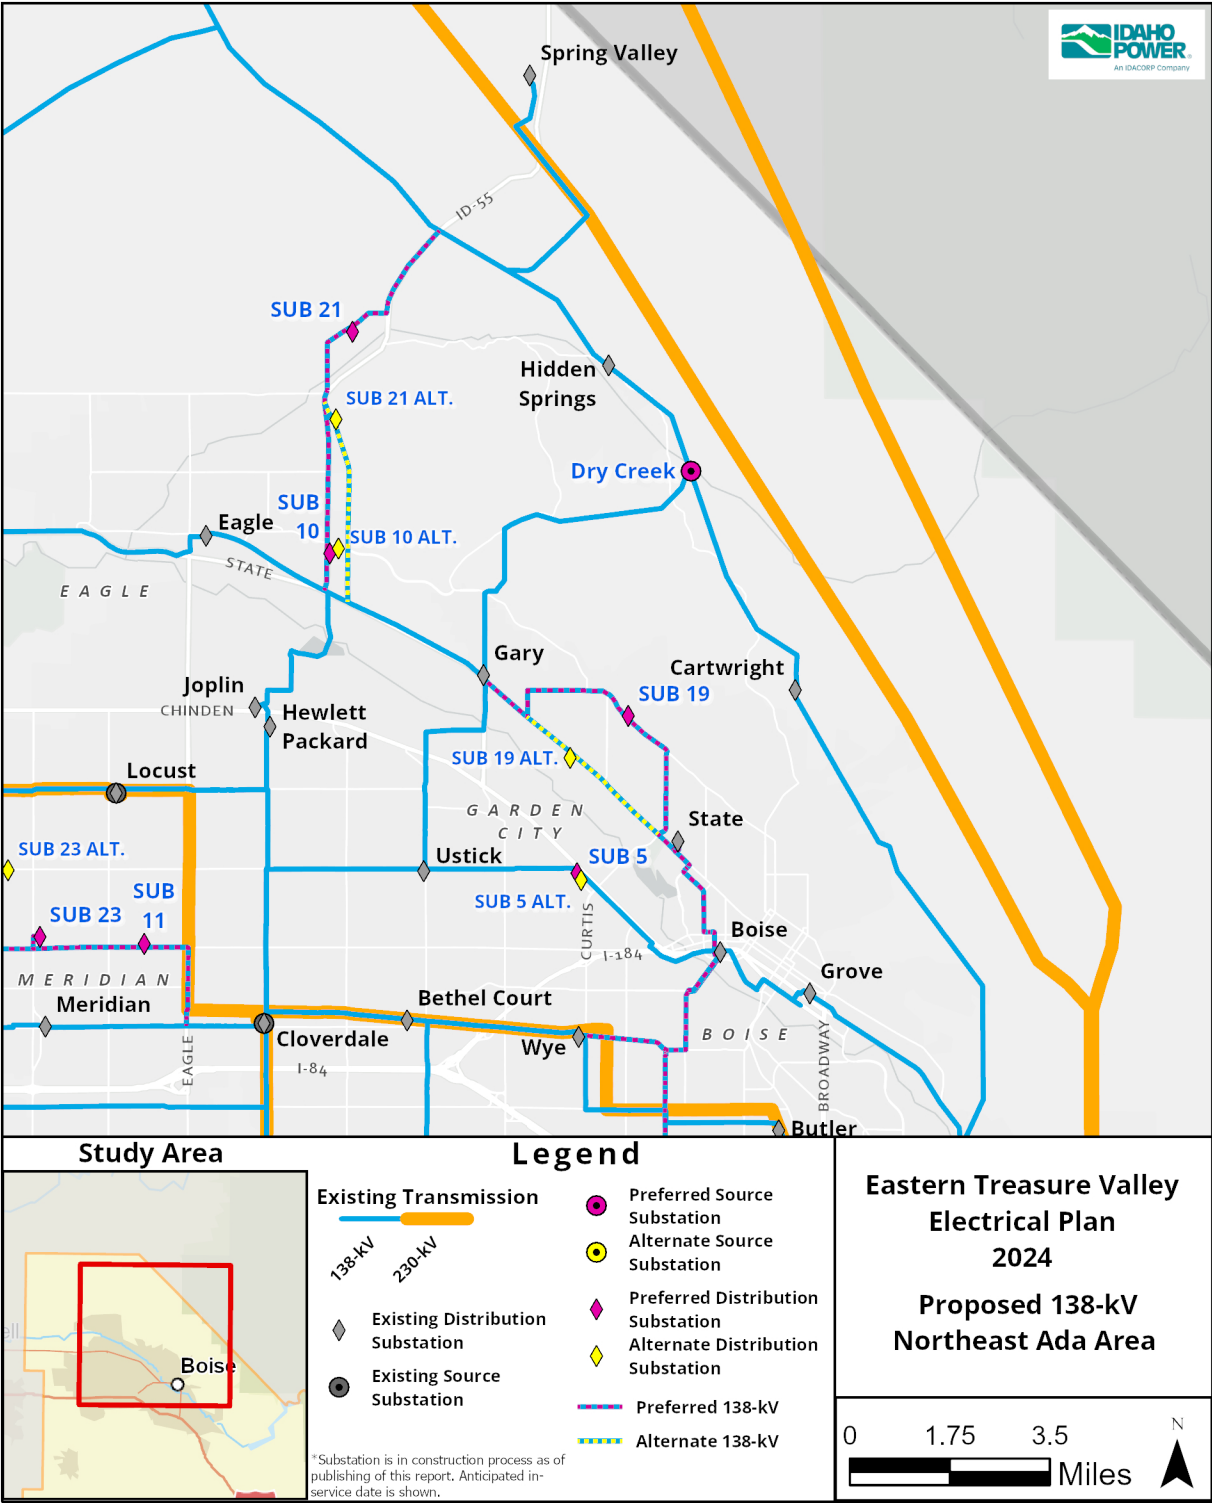 IDAHO
POWER®
An IDACORP Company
Spring Valley
ID-55
SUB 21
Hidden
Springs
SUB 21 ALT.
Dry Creek
SUB
10
Eagle
SUB 10 ALT.
STATE
EAGLE
Gary
Cartwright
Joplin
SUB 19
CHINDEN
Hewlett
Packard
SUB 19 ALT.
Locust
GARDEN
CITY
State
SUB 23 ALT.
Ustick
SUB 5
SUB
11
SUB 5 ALT.
SUB 23
CURTIS
Boise
I-184
MERIDIAN
Grove
Meridian
Bethel Court
Cloverdale
Wye
BOISE
EAGLE
I-84
BROADWAY
Butler
Study Area
ell
Boise
Legend
Existing Transmission
138-kV
230-kV
Existing Distribution
Substation
Existing Source
Substation
*Substation is in construction process as of
publishing of this report. Anticipated in-
service date is shown.
Preferred Source
Substation
Alternate Source
Substation
Preferred Distribution
Substation
Alternate Distribution
Substation
Preferred 138-kV
Alternate 138-kV
Eastern Treasure Valley
Electrical Plan
2024
Proposed 138-kV
Northeast Ada Area
0 1.75 3.5
Miles
N